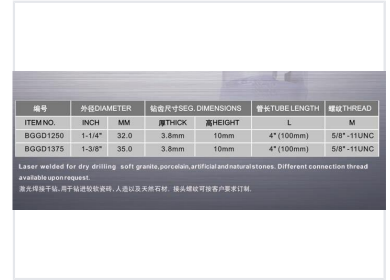 编号 外径DIAMETER 钻齿尺寸SEG. DIMENSIONS 管长TUBE LENGTH 螺纹THREAD
ITEM NO. INCH MM 厚THICK 高HEIGHT L M
BGGD1250 1-1/4" 32.0 3.8mm 10mm 4" (100mm) 5/8" -11UNC
BGGD1375 1-3/8" 35.0 3.8mm 10mm 4" (100mm) 5/8" -11UNC
Laser welded for dry drilling soft granite,porcelain,artificial and natural stones. Different connection thread
available upon request.
激光焊接干钻,用于钻进较软瓷砖,人造以及天然石材. 接头螺纹可按客户要求订制.